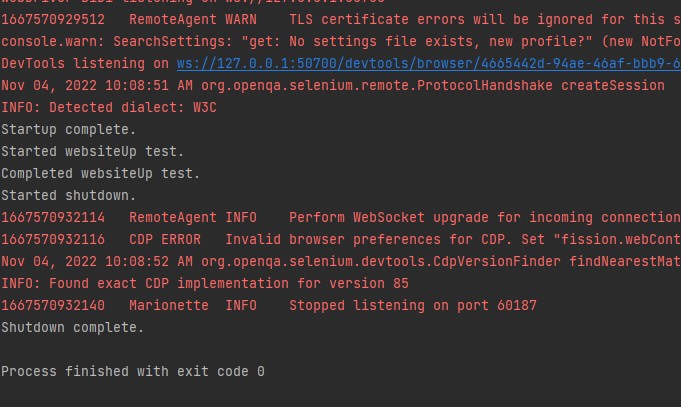 1667570929512   RemoteAgent WARN    TLS certificate errors will be ignored for this s
console.warn: SearchSettings: "get: No settings file exists, new profile?" (new NotFo
DevTools listening on ws://127.0.0.1:50700/devtools/browser/4665442d-94ae-46af-bbb9-6
Nov 04, 2022 10:08:51 AM org.openqa.selenium.remote.ProtocolHandshake createSession
INFO: Detected dialect: W3C
Startup complete.
Started websiteUp test.
Completed websiteUp test.
Started shutdown.
1667570932114   RemoteAgent INFO    Perform WebSocket upgrade for incoming connection
1667570932116   CDP ERROR   Invalid browser preferences for CDP. Set "fission.webCont
Nov 04, 2022 10:08:52 AM org.openqa.selenium.devtools.CdpVersionFinder findNearestMat
INFO: Found exact CDP implementation for version 85
1667570932140   Marionette  INFO    Stopped listening on port 60187
Shutdown complete.
Process finished with exit code 0